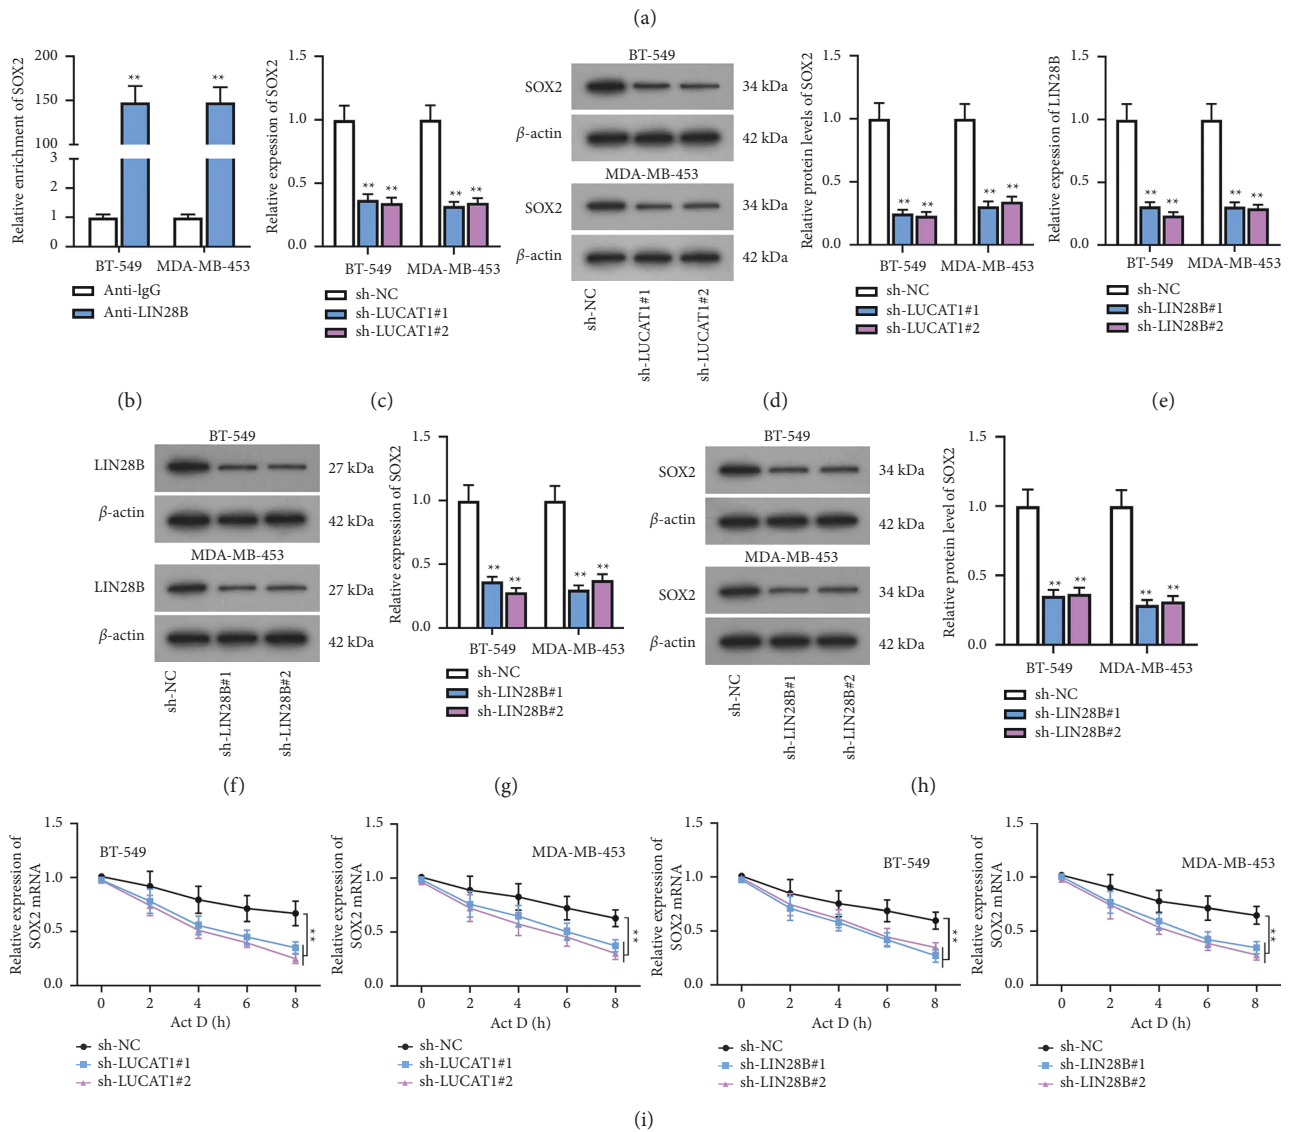 (a)
Relative enrichment of SOX2
200
150
100
3
2
1
0
**
**
BT-549
MDA-MB-453
Anti-lgG
Anti-LIN28B
(b)
Relative expession of SOX2
1.5
1.0
0.5
0.0
** **
** **
BT-549
MDA-MB-453
sh-NC
sh-LUCAT1#1
sh-LUCAT1#2
(c)
BT-549
SOX2
34 kDa
β-actin
42 kDa
MDA-MB-453
SOX2
34 kDa
β-actin
42 kDa
sh-NC
sh-LUCAT1#1
sh-LUCAT1#2
Relative protein levels of SOX2
1.5
1.0
0.5
0.0
** **
** **
BT-549
MDA-MB-453
sh-NC
sh-LUCAT1#1
sh-LUCAT1#2
(d)
Relative expression of LIN28B
1.5
1.0
0.5
0.0
** **
** **
BT-549
MDA-MB-453
sh-NC
sh-LIN28B#1
sh-LIN28B#2
(e)
BT-549
LIN28B
27 kDa
β-actin
42 kDa
MDA-MB-453
LIN28B
27 kDa
β-actin
42 kDa
sh-NC
sh-LIN28B#1
sh-LIN28B#2
(f)
Relative expression of SOX2
1.5
1.0
0.5
0.0
** **
** **
BT-549
MDA-MB-453
sh-NC
sh-LIN28B#1
sh-LIN28B#2
(g)
BT-549
SOX2
34 kDa
β-actin
42 kDa
MDA-MB-453
SOX2
34 kDa
β-actin
42 kDa
sh-NC
sh-LIN28B#1
sh-LIN28B#2
Relative protein level of SOX2
1.5
1.0
0.5
0.0
** **
** **
BT-549
MDA-MB-453
sh-NC
sh-LIN28B#1
sh-LIN28B#2
(h)
Relative expression of
SOX2 mRNA
1.5
1.0
0.5
0.0
BT-549
**
0 2 4 6 8
Act D (h)
sh-NC
sh-LUCAT1#1
sh-LUCAT1#2
Relative expression of
SOX2 mRNA
1.5
1.0
0.5
0.0
MDA-MB-453
**
0 2 4 6 8
Act D (h)
sh-NC
sh-LUCAT1#1
sh-LUCAT1#2
Relative expression of
SOX2 mRNA
1.5
1.0
0.5
0.0
BT-549
**
0 2 4 6 8
Act D (h)
sh-NC
sh-LIN28B#1
sh-LIN28B#2
Relative expression of
SOX2 mRNA
1.5
1.0
0.5
0.0
MDA-MB-453
**
0 2 4 6 8
Act D (h)
sh-NC
sh-LIN28B#1
sh-LIN28B#2
(i)